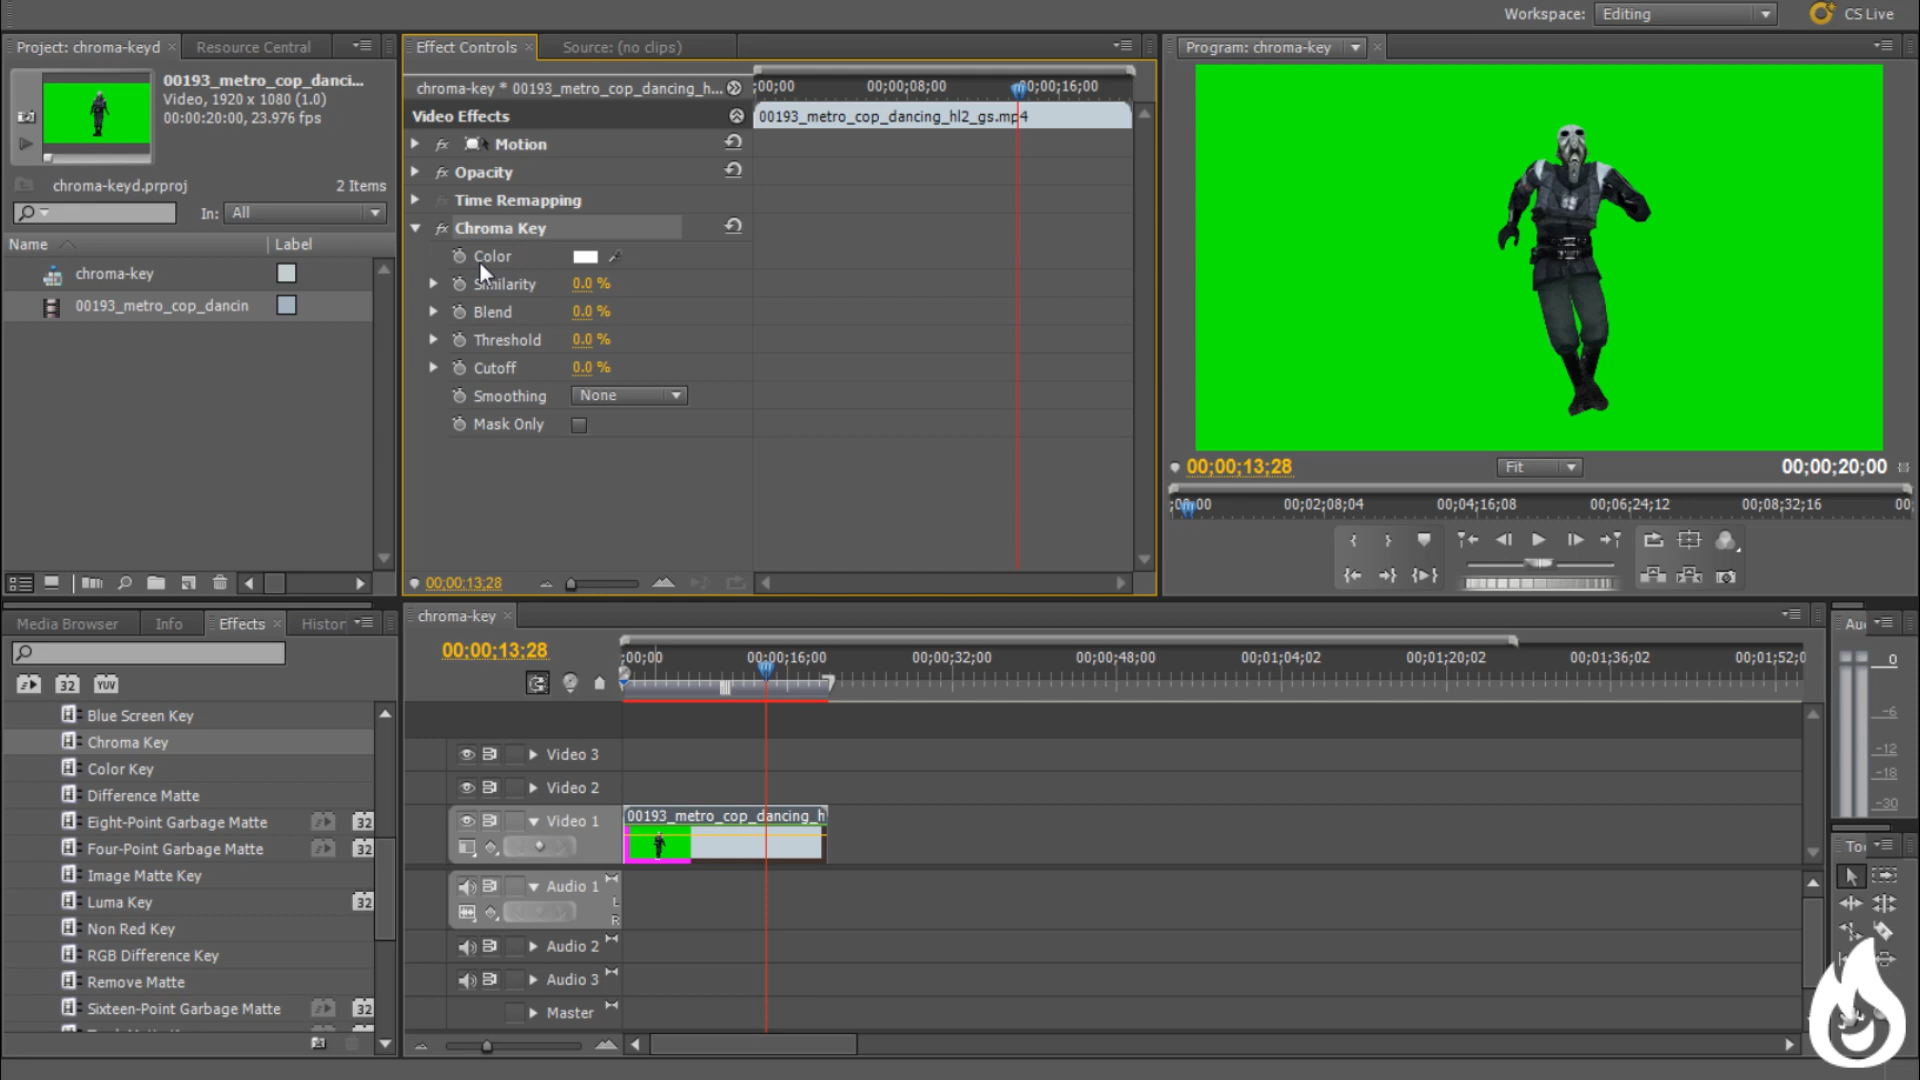 Workspace: Editing CS Live
Project: chroma-keyd Resource Central
00193_metro_cop_danci...
Video, 1920 x 1080 (1.0)
00:00:20:00, 23.976 fps
chroma-keyd.prproj 2 Items
In: All
Name Label
chroma-key
00193_metro_cop_dancin
Effect Controls Source: (no clips)
chroma-key * 00193_metro_cop_dancing_h...
;00;00 00;00;08;00 00;00;16;00
Video Effects
00193_metro_cop_dancing_hl2_gs.mp4
fx Motion
fx Opacity
fx Time Remapping
fx Chroma Key
Color
Similarity 0.0 %
Blend 0.0 %
Threshold 0.0 %
Cutoff 0.0 %
Smoothing None
Mask Only
00;00;13;28
Program: chroma-key
00;00;13;28 Fit 00;00;20;00
;00;00 00;02;08;04 00;04;16;08 00;06;24;12 00;08;32;16 00;
Media Browser Info Effects Histor
32 YUV
Blue Screen Key
Chroma Key
Color Key
Difference Matte
Eight-Point Garbage Matte 32
Four-Point Garbage Matte 32
Image Matte Key
Luma Key 32
Non Red Key
RGB Difference Key
Remove Matte
Sixteen-Point Garbage Matte 32
chroma-key
00;00;13;28
;00;00 00;00;16;00 00;00;32;00 00;00;48;00 00;01;04;02 00;01;20;02 00;01;36;02 00;01;52;0
Video 3
Video 2
Video 1
00193_metro_cop_dancing_h
Audio 1
L
R
Audio 2
Audio 3
Master
Au
0
-6
-12
-18
-30
To